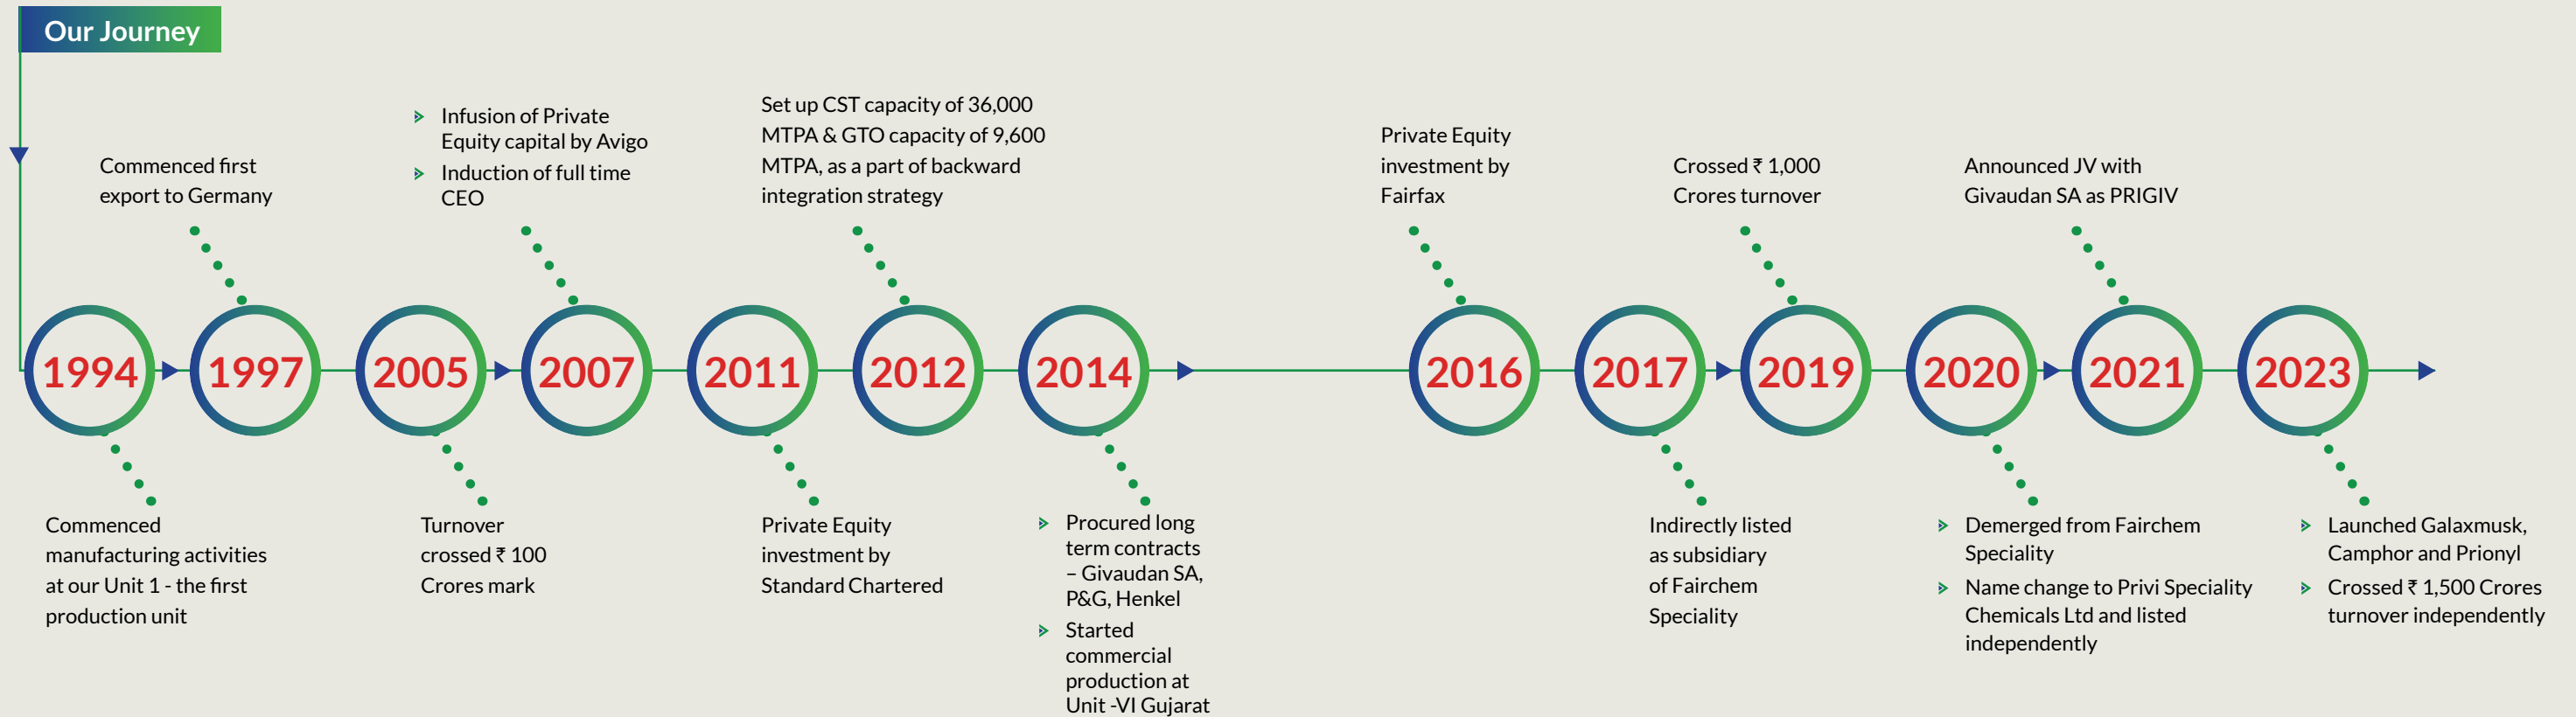 Our Journey
1994
Commenced
manufacturing activities
at our Unit 1 - the first
production unit
Commenced first
export to Germany
1997
2005
Turnover
crossed ₹ 100
Crores mark
Infusion of Private
Equity capital by Avigo
Induction of full time
CEO
2007
2011
Private Equity
investment by
Standard Chartered
Set up CST capacity of 36,000
MTPA & GTO capacity of 9,600
MTPA, as a part of backward
integration strategy
2012
2014
Procured long
term contracts
– Givaudan SA,
P&G, Henkel
Started
commercial
production at
Unit -VI Gujarat
Private Equity
investment by
Fairfax
2016
2017
Indirectly listed
as subsidiary
of Fairchem
Speciality
Crossed ₹ 1,000
Crores turnover
2019
2020
Demerged from Fairchem
Speciality
Name change to Privi Speciality
Chemicals Ltd and listed
independently
Announced JV with
Givaudan SA as PRIGIV
2021
2023
Launched Galaxmusk,
Camphor and Prionyl
Crossed ₹ 1,500 Crores
turnover independently